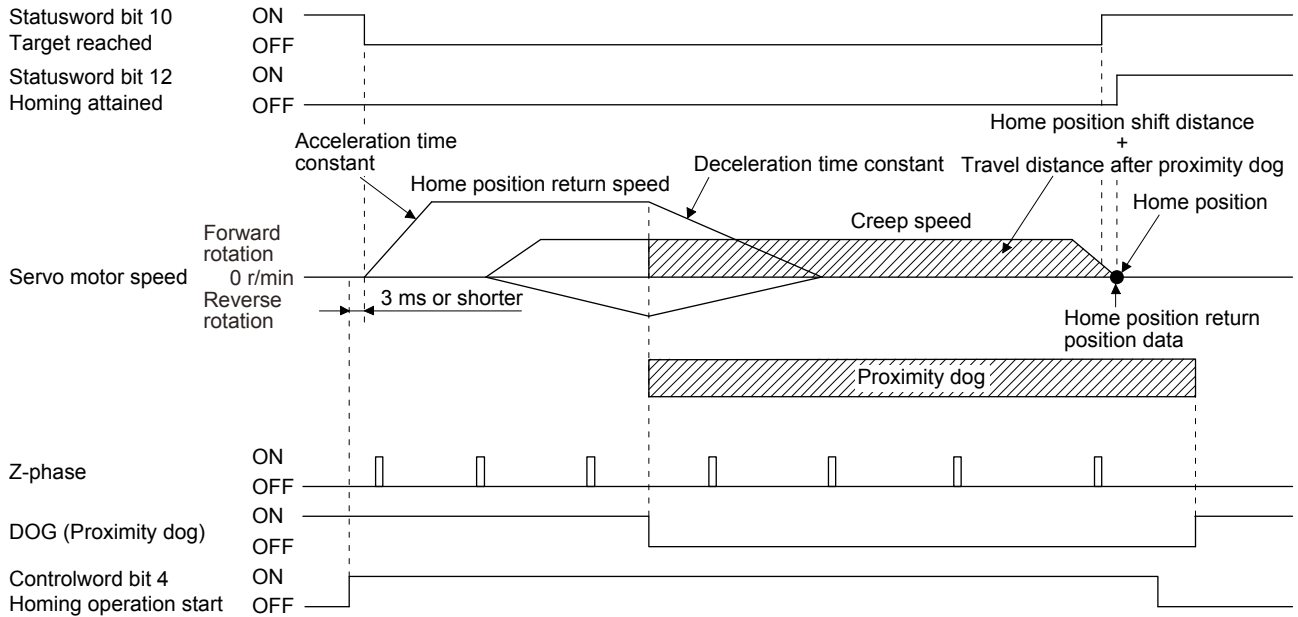 Statusword bit 10
Target reached
ON
OFF
Statusword bit 12
Homing attained
ON
OFF
Acceleration time
constant
Home position return speed
Deceleration time constant
Home position shift distance
+
Travel distance after proximity dog
Creep speed
Home position
Servo motor speed
Forward
rotation
0 r/min
Reverse
rotation
3 ms or shorter
Home position return
position data
Proximity dog
Z-phase
ON
OFF
DOG (Proximity dog)
ON
OFF
Controlword bit 4
Homing operation start
ON
OFF